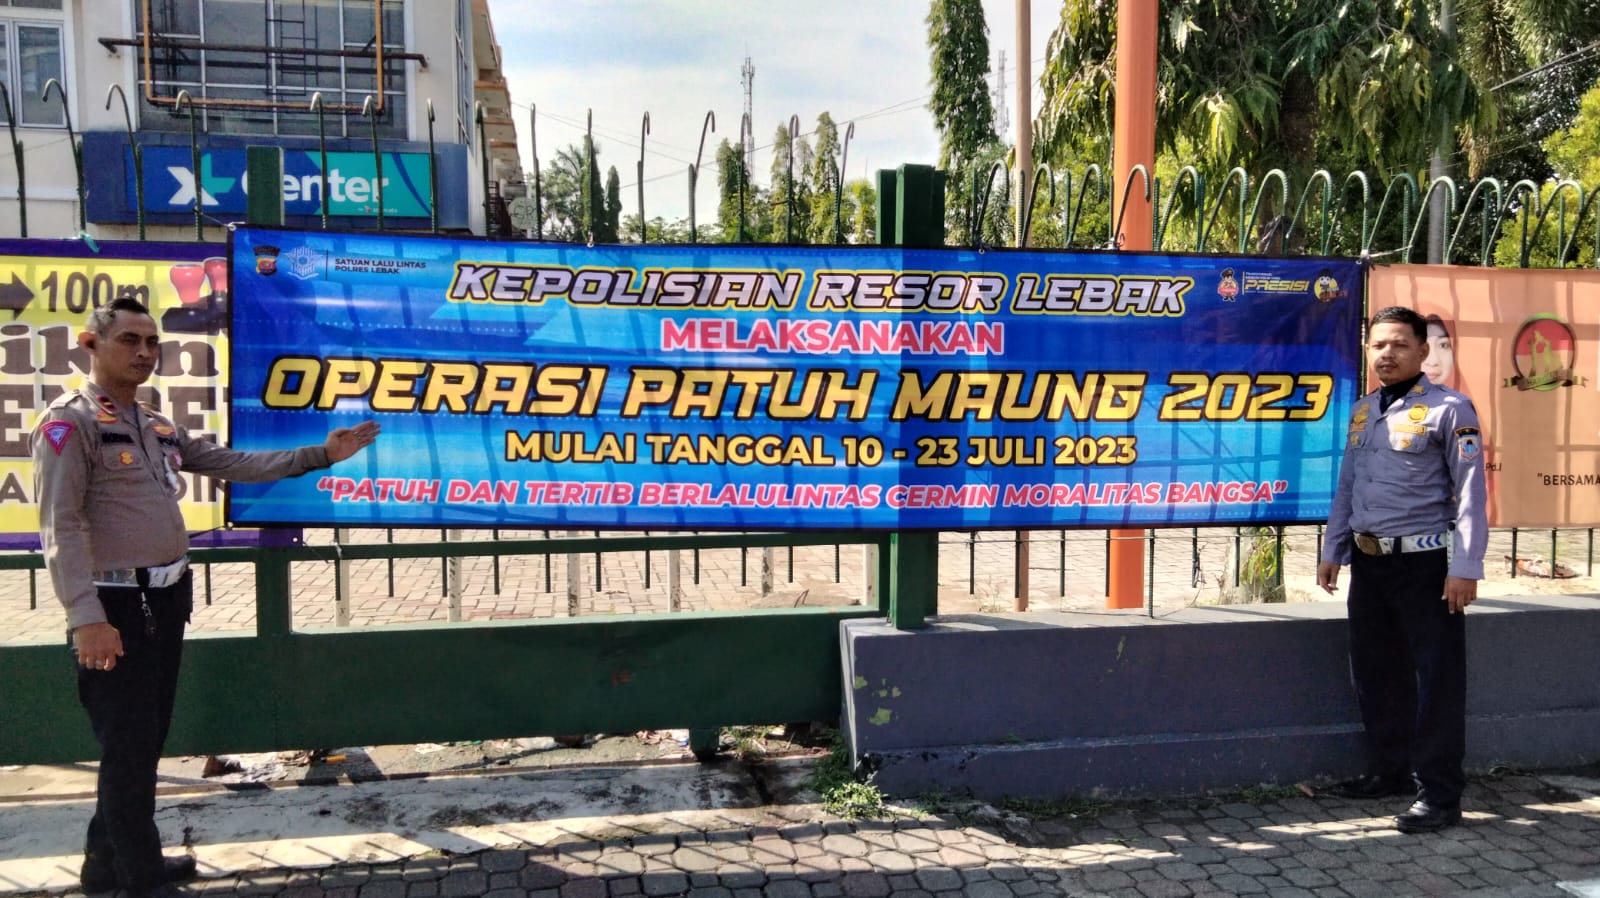 XL Center
SATUAN LALU LINTAS
POLRES LEBAK
KEPOLISIAN RESOR LEBAK
PRESISI
MELAKSANAKAN
OPERASI PATUH MAUNG 2023
MULAI TANGGAL 10 - 23 JULI 2023
"PATUH DAN TERTIB BERLALULINTAS CERMIN MORALITAS BANGSA"
100m
"BERSAMA